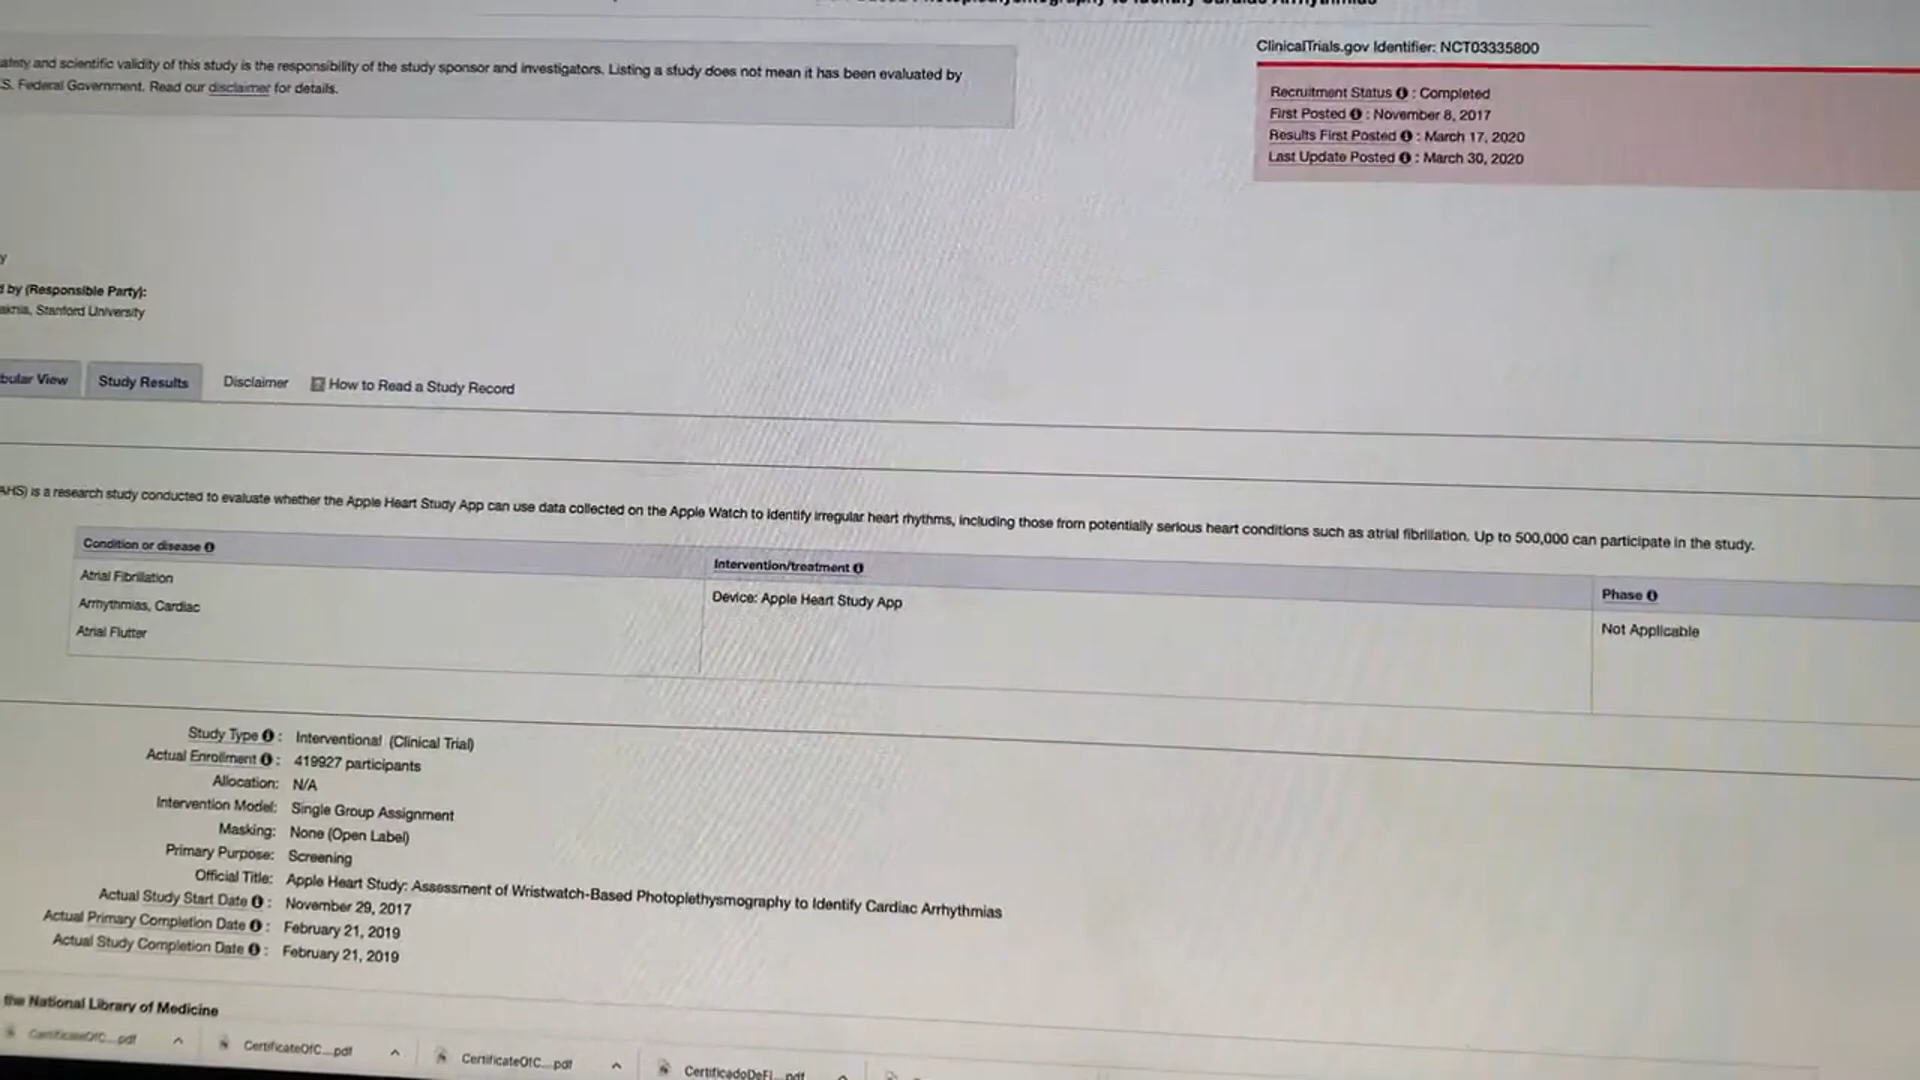 to Identify Cardiac Arrhythmias
ClinicalTrials.gov Identifier: NCT03335800
and scientific validity of this study is the responsibility of the study sponsor and investigators. Listing a study does not mean it has been evaluated by
S. Federal Government. Read our disclaimer for details.
Recruitment Status : Completed
First Posted : November 8, 2017
Results First Posted : March 17, 2020
Last Update Posted : March 30, 2020
y
d by (Responsible Party):
Stanford University
bular View
Study Results
Disclaimer
? How to Read a Study Record
AHS) is a research study conducted to evaluate whether the Apple Heart Study App can use data collected on the Apple Watch to identify irregular heart rhythms, including those from potentially serious heart conditions such as atrial fibrillation. Up to 500,000 can participate in the study.
Condition or disease
Intervention/treatment
Phase
Atrial Fibrillation
Arrhythmias, Cardiac
Atrial Flutter
Device: Apple Heart Study App
Not Applicable
Study Type : Interventional (Clinical Trial)
Actual Enrollment : 419927 participants
Allocation: N/A
Intervention Model: Single Group Assignment
Masking: None (Open Label)
Primary Purpose: Screening
Official Title: Apple Heart Study: Assessment of Wristwatch-Based Photoplethysmography to Identify Cardiac Arrhythmias
Actual Study Start Date : November 29, 2017
Actual Primary Completion Date : February 21, 2019
Actual Study Completion Date : February 21, 2019
the National Library of Medicine
CertificateOfC....pdf
CertificateOfC....pdf
CertificateOfC....pdf
CertificadoDeFi....pdf